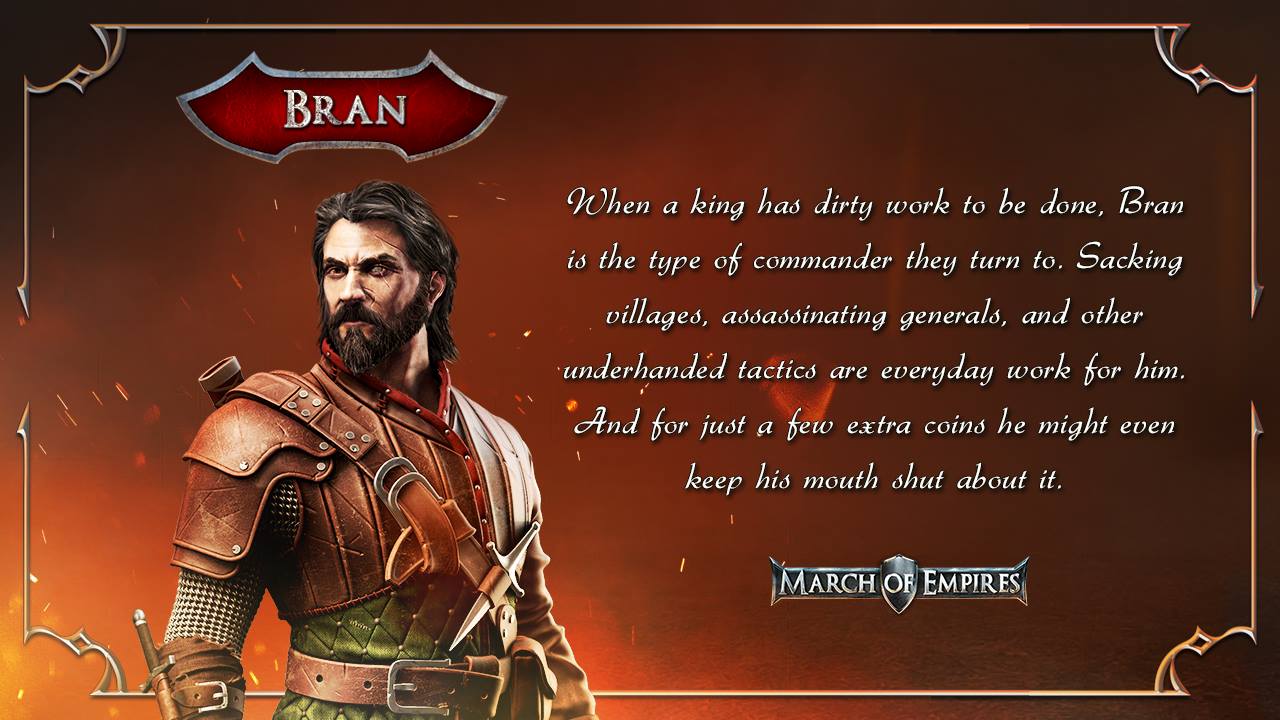 BRAN
When a king has dirty work to be done, Bran
is the type of commander they turn to. Sacking
villages, assassinating generals, and other
underhanded tactics are everyday work for him.
And for just a few extra coins he might even
keep his mouth shut about it.
MARCH OF EMPIRES